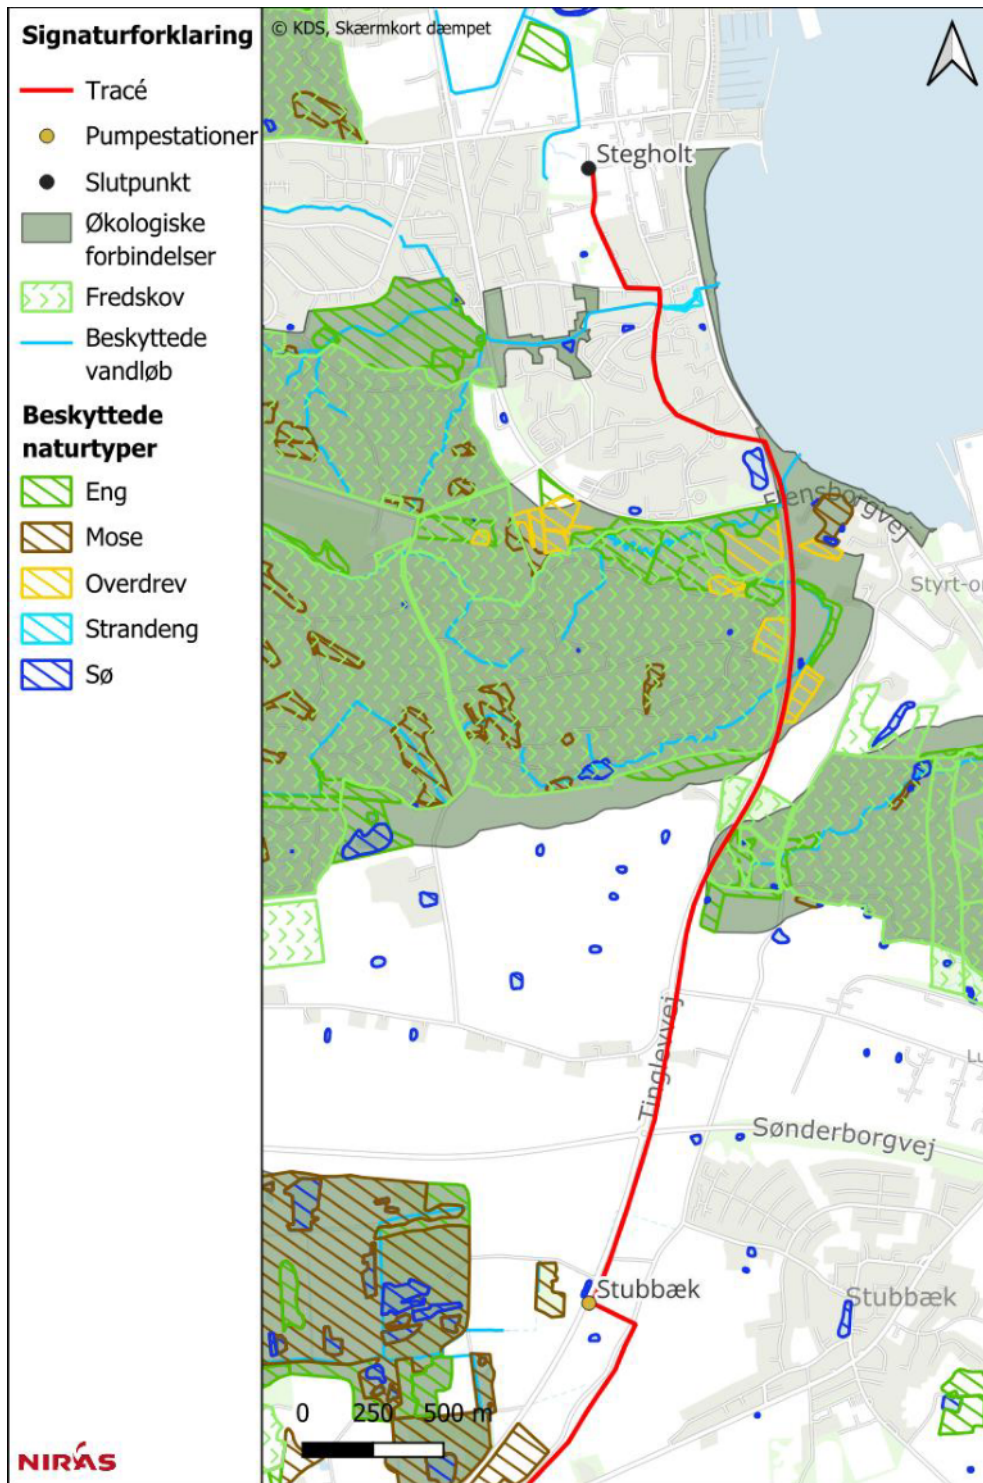 Signaturforklaring
Tracé
Pumpestationer
Slutpunkt
Økologiske
forbindelser
Fredskov
Beskyttede
vandløb
Beskyttede
naturtyper
Eng
Mose
Overdrev
Strandeng
Sø
NIRAS
© KDS, Skærmkort dæmpet
Stegholt
Flensborgvej
Tinglevvej
Sønderborgvej
Stubbæk
Stubbæk
0 250 500 m